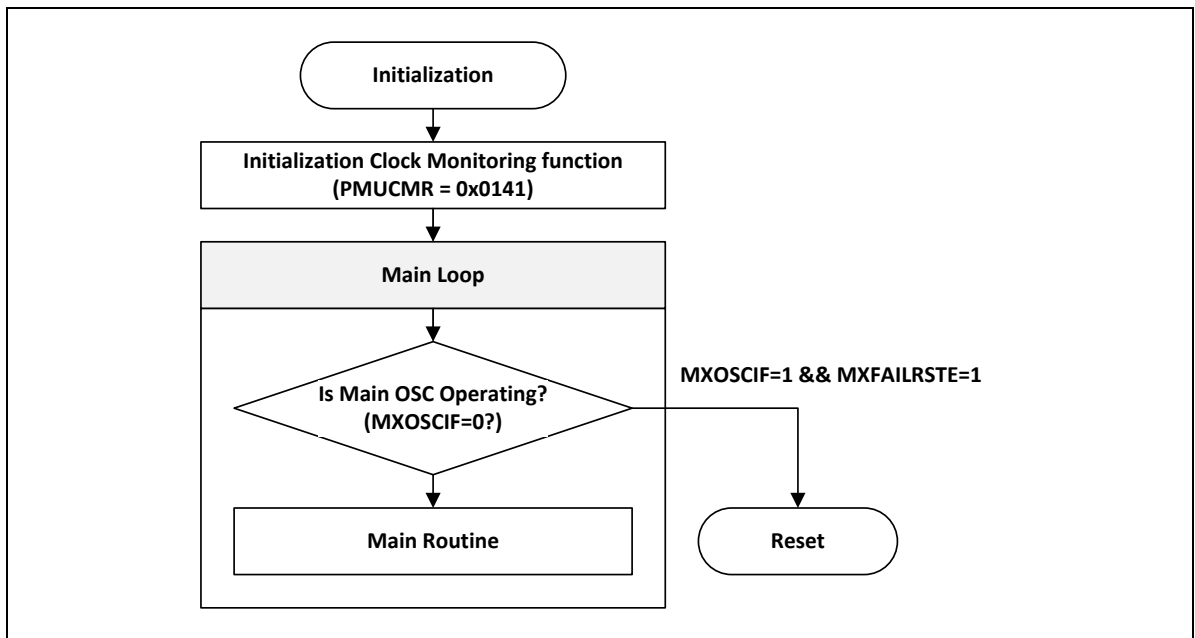 Initialization
Initialization Clock Monitoring function
(PMUCMR = 0x0141)
Main Loop
Is Main OSC Operating?
(MXOSCIF=0?)
MXOSCIF=1 && MXFAILRSTE=1
Main Routine
Reset